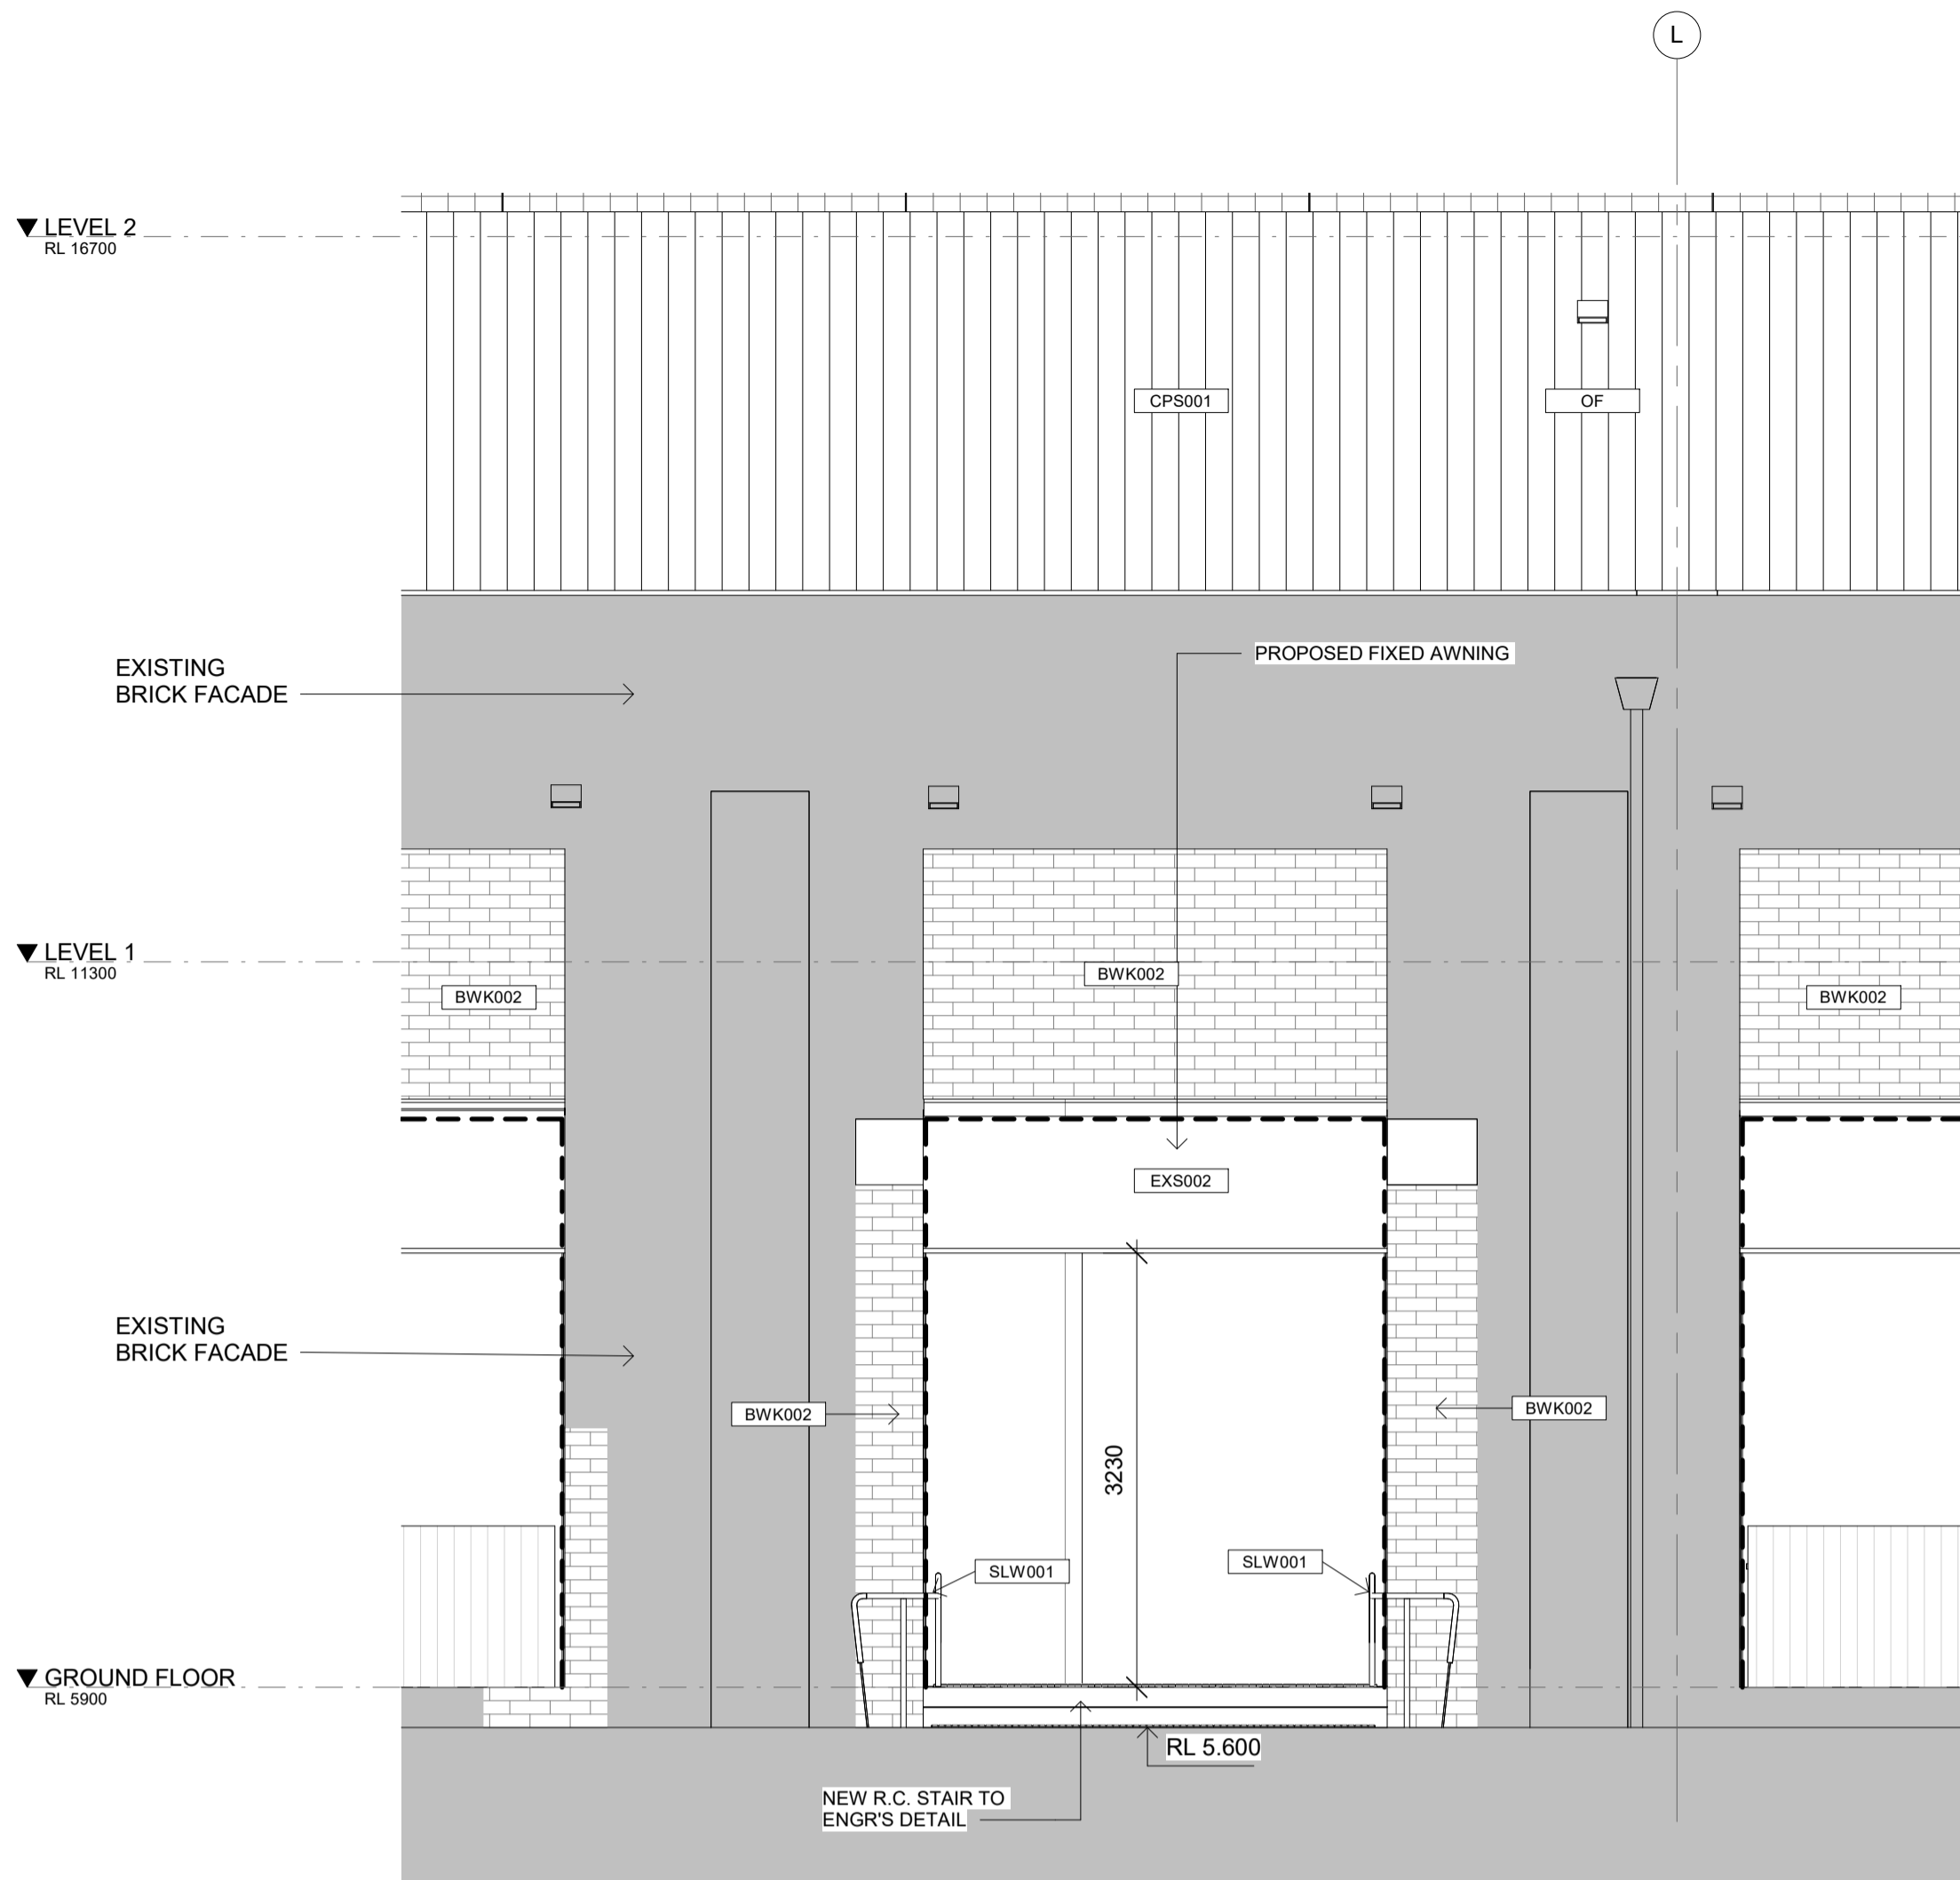 L
LEVEL 2
RL 16700
CPS001
OF
PROPOSED FIXED AWNING
EXISTING
BRICK FACADE
LEVEL 1
RL 11300
BWK002
BWK002
BWK002
EXS002
EXISTING
BRICK FACADE
BWK002
BWK002
3230
SLW001
SLW001
GROUND FLOOR
RL 5900
RL 5.600
NEW R.C. STAIR TO
ENGR'S DETAIL